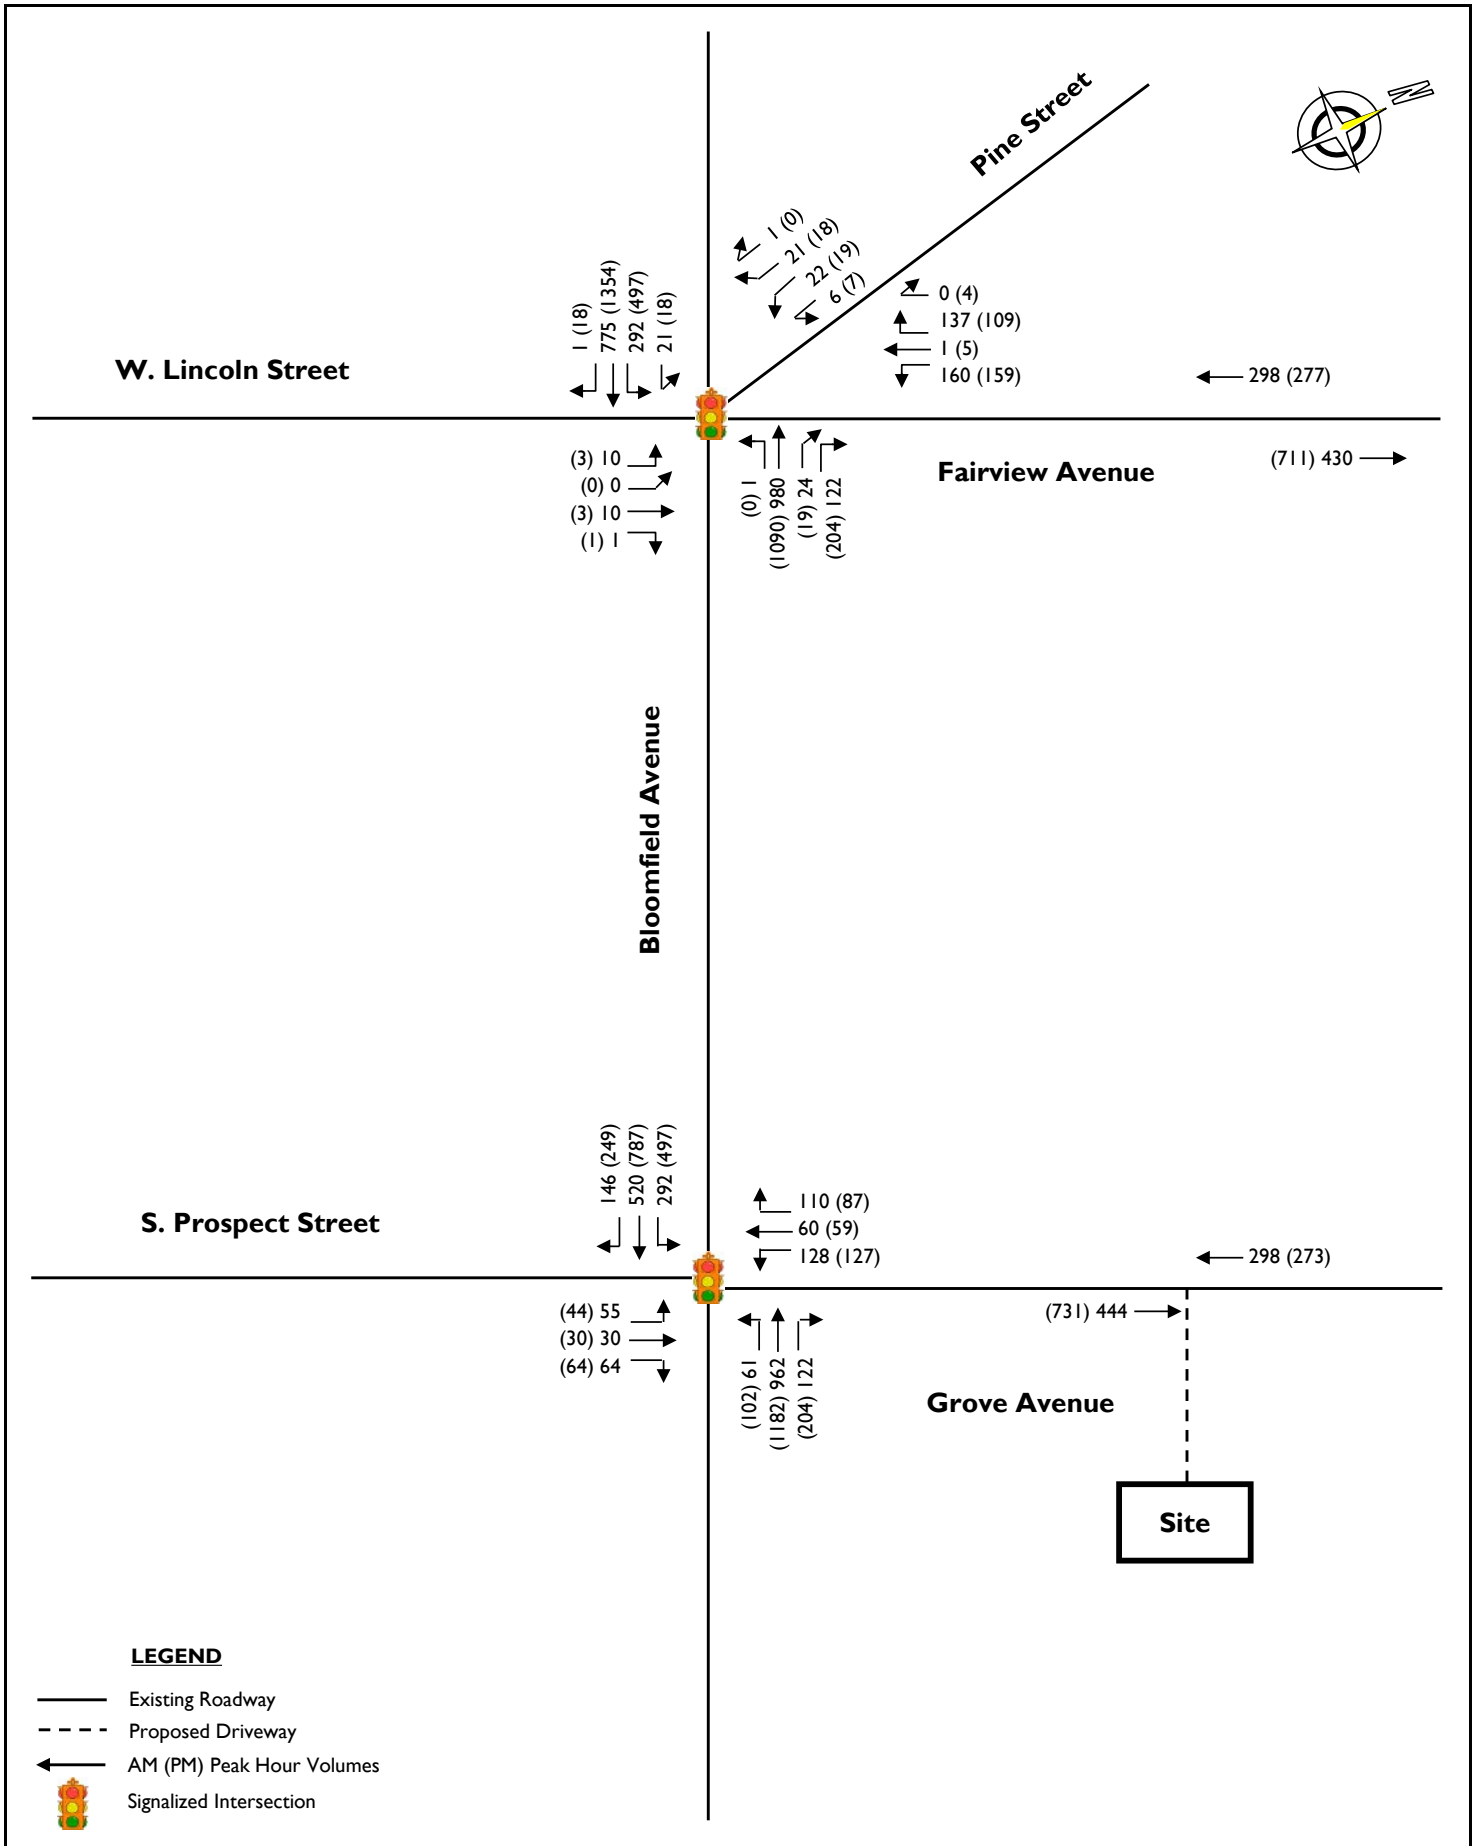 N
Pine Street
1 (0)
21 (18)
22 (19)
6 (7)
1 (18)
775 (1354)
292 (497)
21 (18)
0 (4)
137 (109)
1 (5)
160 (159)
W. Lincoln Street
298 (277)
(3) 10
(0) 0
(3) 10
(1) 1
(0) 1
(1090) 980
(19) 24
(204) 122
Fairview Avenue
(711) 430
Bloomfield Avenue
146 (249)
520 (787)
292 (497)
110 (87)
60 (59)
128 (127)
S. Prospect Street
298 (273)
(44) 55
(30) 30
(64) 64
(102) 61
(1182) 962
(204) 122
(731) 444
Grove Avenue
Site
LEGEND
Existing Roadway
Proposed Driveway
AM (PM) Peak Hour Volumes
Signalized Intersection